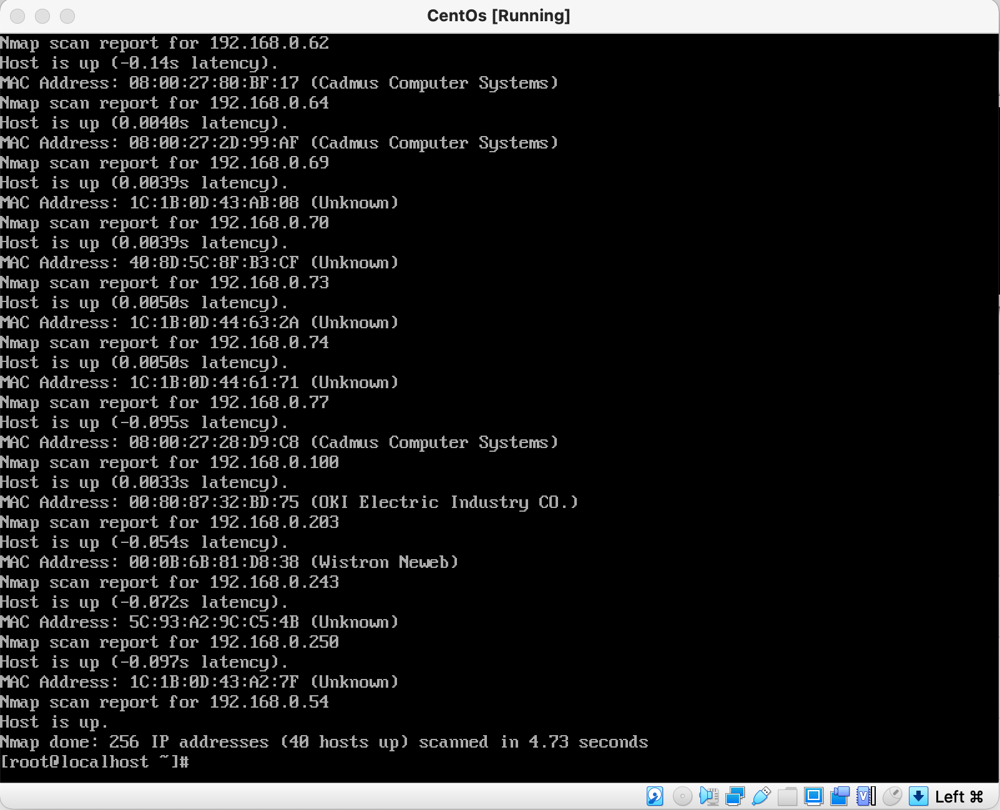 CentOs [Running]
Nmap scan report for 192.168.0.62
Host is up (-0.14s latency).
MAC Address: 08:00:27:80:BF:17 (Cadmus Computer Systems)
Nmap scan report for 192.168.0.64
Host is up (0.0040s latency).
MAC Address: 08:00:27:2D:99:AF (Cadmus Computer Systems)
Nmap scan report for 192.168.0.69
Host is up (0.0039s latency).
MAC Address: 1C:1B:0D:43:AB:08 (Unknown)
Nmap scan report for 192.168.0.70
Host is up (0.0039s latency).
MAC Address: 40:8D:5C:8F:B3:CF (Unknown)
Nmap scan report for 192.168.0.73
Host is up (0.0050s latency).
MAC Address: 1C:1B:0D:44:63:2A (Unknown)
Nmap scan report for 192.168.0.74
Host is up (0.0050s latency).
MAC Address: 1C:1B:0D:44:61:71 (Unknown)
Nmap scan report for 192.168.0.77
Host is up (-0.095s latency).
MAC Address: 08:00:27:28:D9:C8 (Cadmus Computer Systems)
Nmap scan report for 192.168.0.100
Host is up (0.0033s latency).
MAC Address: 00:80:87:32:BD:75 (OKI Electric Industry CO.)
Nmap scan report for 192.168.0.203
Host is up (-0.054s latency).
MAC Address: 00:0B:6B:81:D8:38 (Wistron Neweb)
Nmap scan report for 192.168.0.243
Host is up (-0.072s latency).
MAC Address: 5C:93:A2:9C:C5:4B (Unknown)
Nmap scan report for 192.168.0.250
Host is up (-0.097s latency).
MAC Address: 1C:1B:0D:43:A2:7F (Unknown)
Nmap scan report for 192.168.0.54
Host is up.
Nmap done: 256 IP addresses (40 hosts up) scanned in 4.73 seconds
[root@localhost ~]#
Left ⌘